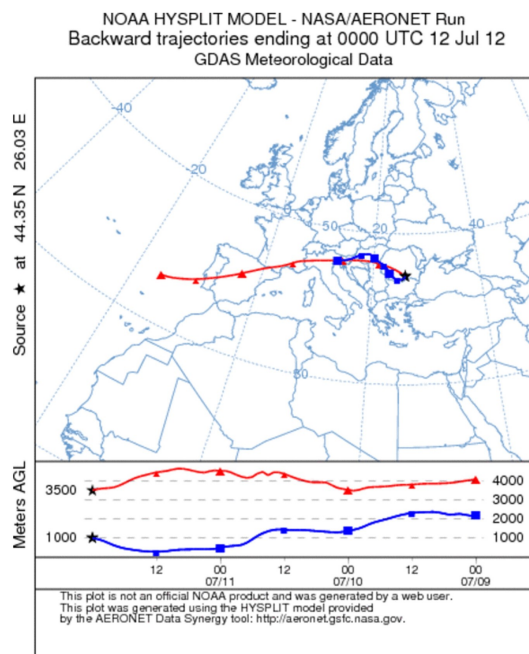 NOAA HYSPLIT MODEL - NASA/AERONET Run
Backward trajectories ending at 0000 UTC 12 Jul 12
GDAS Meteorological Data
Source ★ at 44.35 N 26.03 E
-40
-20
0
50
20
40
30
Meters AGL
3500
1000
4000
3000
2000
1000
12 00 12 00 12 00
07/11 07/10 07/09
This plot is not an official NOAA product and was generated by a web user.
This plot was generated using the HYSPLIT model provided
by the AERONET Data Synergy tool: http://aeronet.gsfc.nasa.gov.